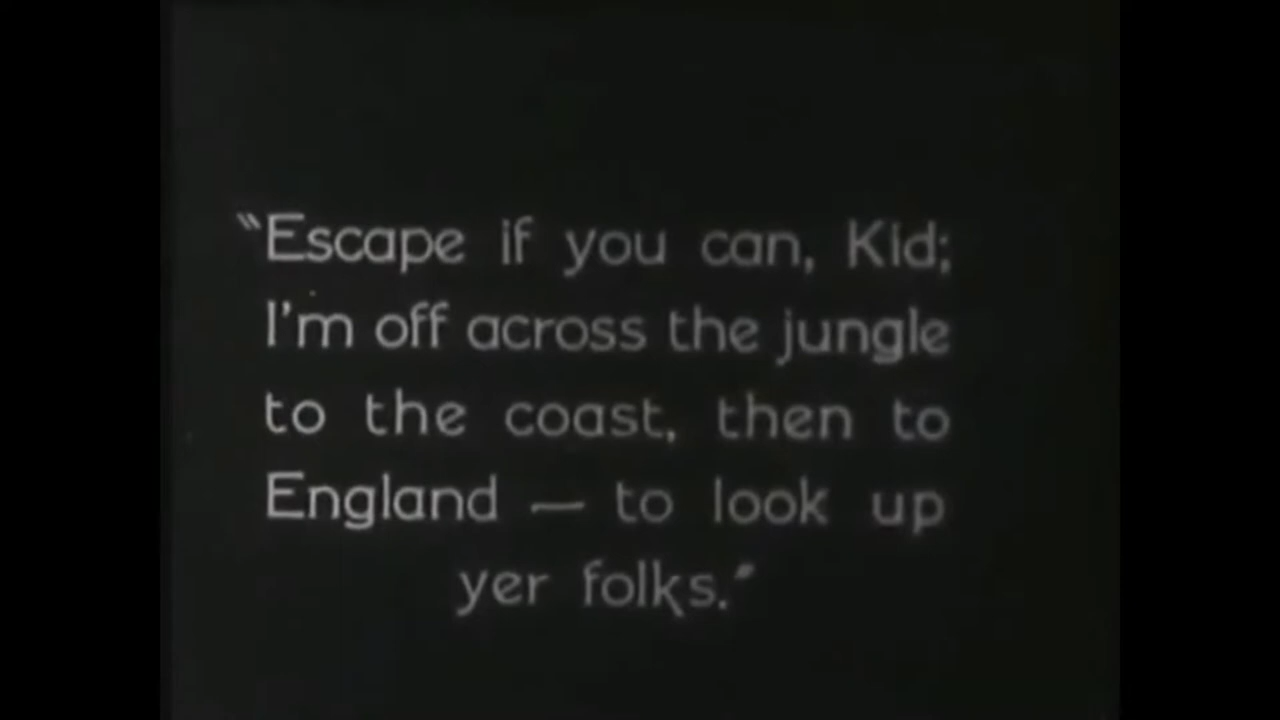 "Escape if you can, Kid;
I'm off across the jungle
to the coast, then to
England — to look up
yer folks."